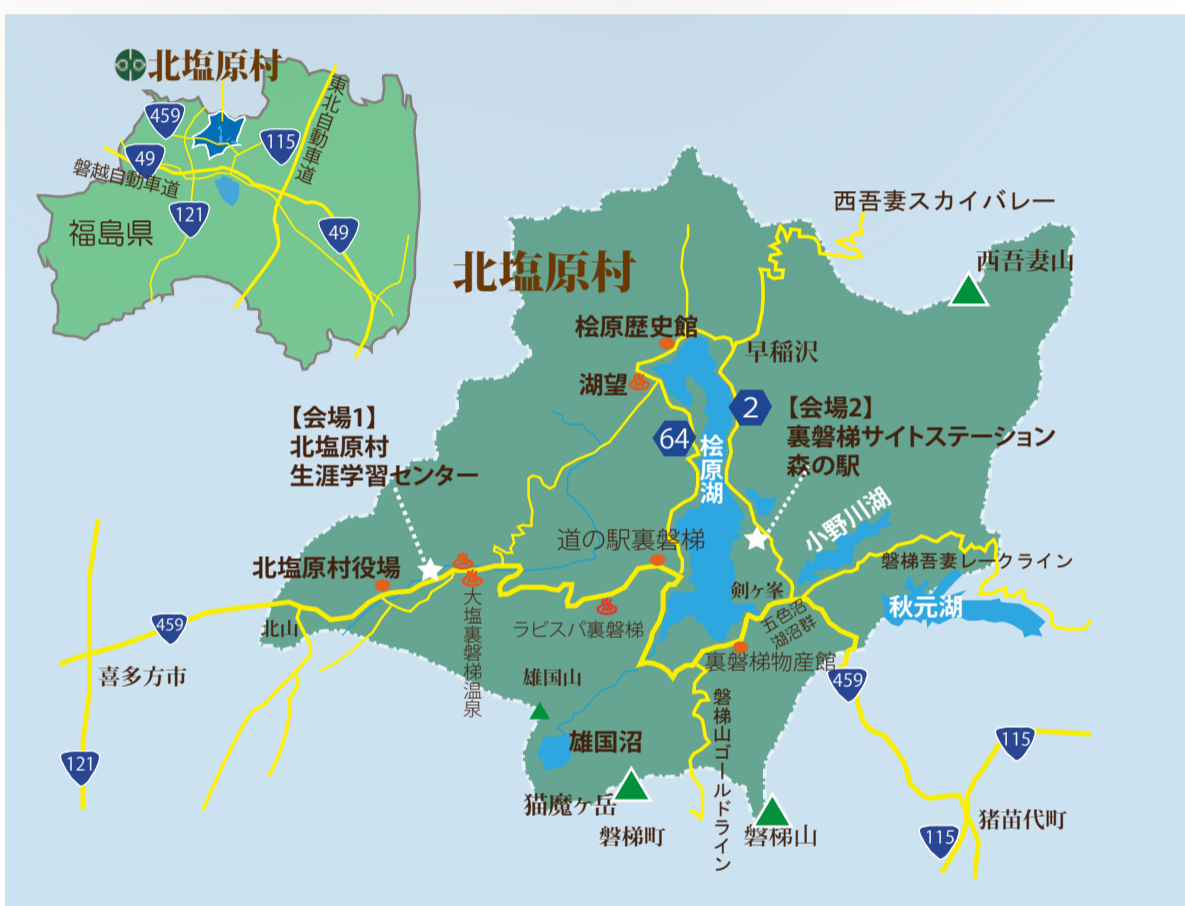 北塩原村
459
115
東北自動車道
49
磐越自動車道
121
福島県
49
西吾妻スカイバレー
西吾妻山
北塩原村
桧原歴史館
早稲沢
湖望
2
64
【会場1】
北塩原村
生涯学習センター
【会場2】
裏磐梯サイトステーション
森の駅
桧原湖
小野川湖
道の駅裏磐梯
磐梯吾妻レークライン
北塩原村役場
剣ヶ峯
秋元湖
大塩裏磐梯温泉
ラビスパ裏磐梯
五色沼
湖沼群
459
北山
喜多方市
裏磐梯物産館
雄国山
459
磐梯山ゴールドライン
雄国沼
115
121
猫魔ヶ岳
磐梯町
磐梯山
猪苗代町
115